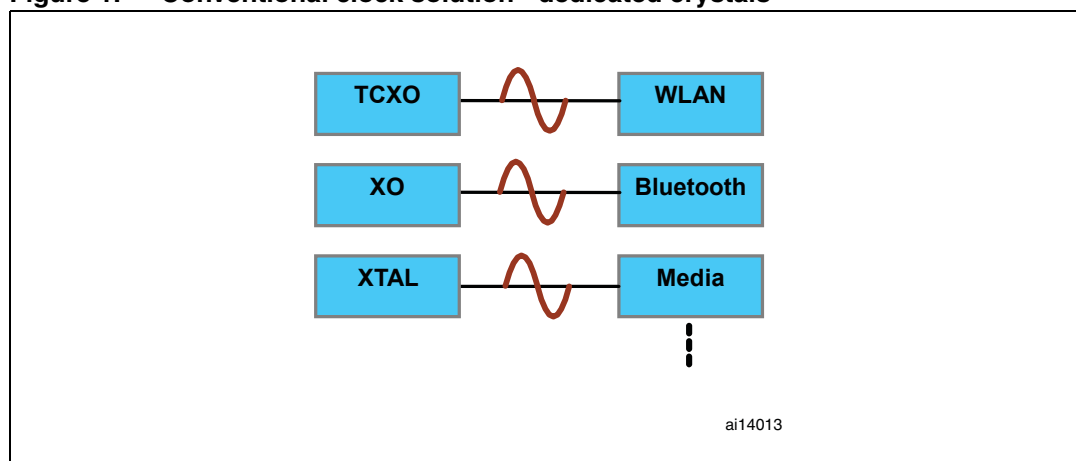 TCXO
WLAN
XO
Bluetooth
XTAL
Media
ai14013